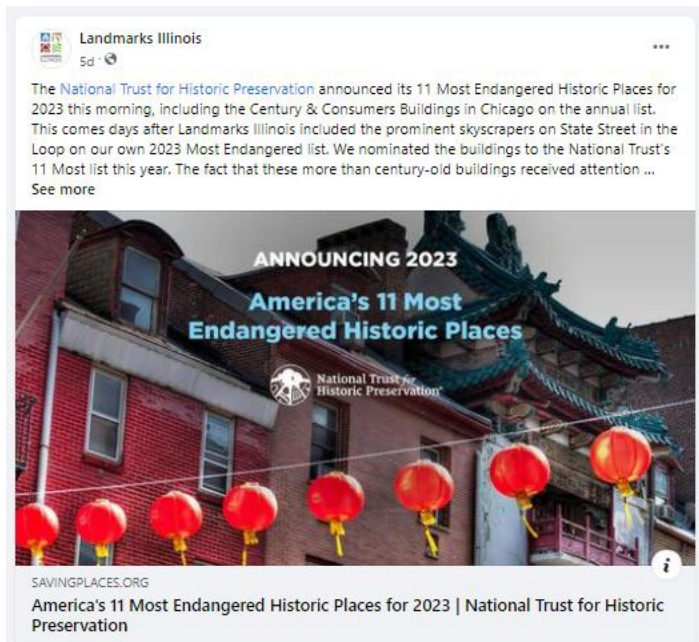 Landmarks Illinois
5d ·
The National Trust for Historic Preservation announced its 11 Most Endangered Historic Places for
2023 this morning, including the Century & Consumers Buildings in Chicago on the annual list.
This comes days after Landmarks Illinois included the prominent skyscrapers on State Street in the
Loop on our own 2023 Most Endangered list. We nominated the buildings to the National Trust's
11 Most list this year. The fact that these more than century-old buildings received attention ...
See more
ANNOUNCING 2023
America's 11 Most
Endangered Historic Places
National Trust for
Historic Preservation®
i
SAVINGPLACES.ORG
America's 11 Most Endangered Historic Places for 2023 | National Trust for Historic
Preservation